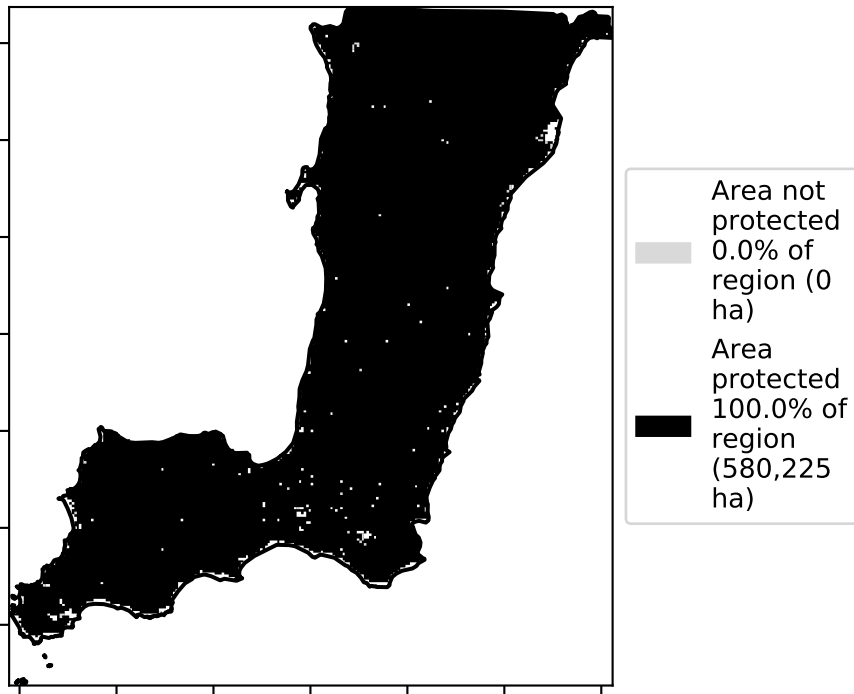 Area not
protected
0.0% of
region (0
ha)
Area
protected
100.0% of
region
(580,225
ha)